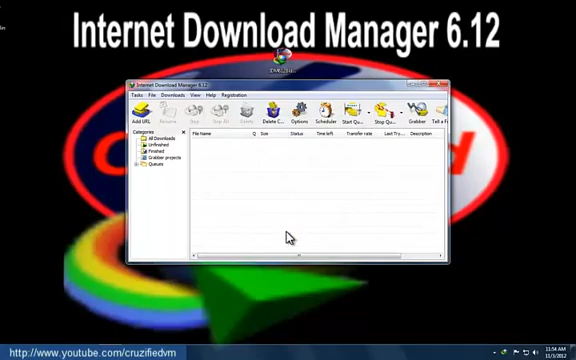 Internet Download Manager 6.12
Internet Download Manager 6.12
Tasks File Downloads View Help Registration
Add URL Resume Stop Stop All Delete Delete C... Options Scheduler Start Qu... Stop Qu... Grabber Tell a F
Categories
All Downloads
Unfinished
Finished
Grabber projects
Queues
File Name Q Size Status Time left Transfer rate Last Try... Description
http://www.youtube.com/cruzifiedvm
11:54 AM
11/3/2012